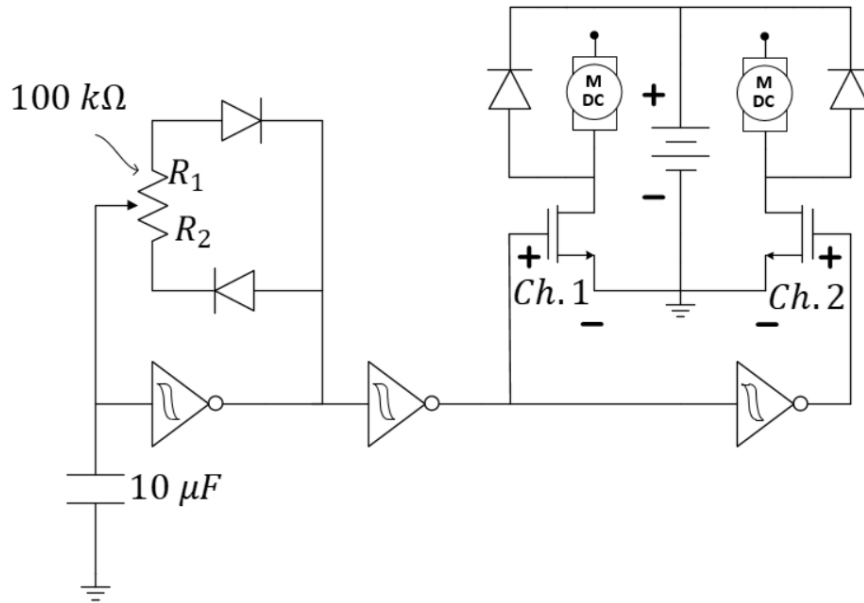 M
DC
M
DC
100 kΩ
+
R₁
R₂
−
+
+
Ch. 1
Ch. 2
−
−
10 μF